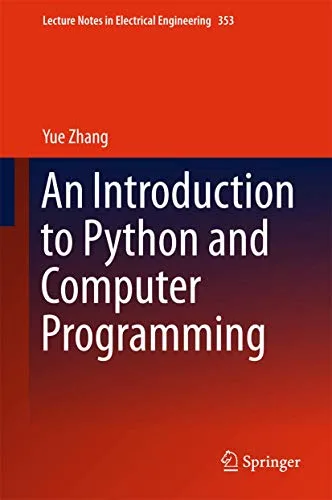 Lecture Notes in Electrical Engineering 353
Yue Zhang
An Introduction
to Python and
Computer
Programming
Springer